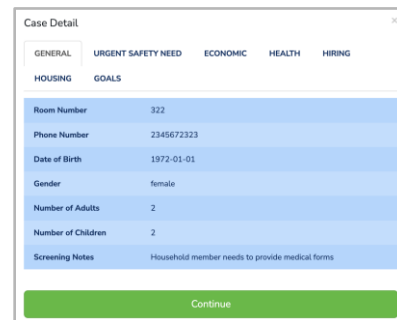 Case Detail ×
GENERAL URGENT SAFETY NEED ECONOMIC HEALTH HIRING
HOUSING GOALS
Room Number 322
Phone Number 2345672323
Date of Birth 1972-01-01
Gender female
Number of Adults 2
Number of Children 2
Screening Notes Household member needs to provide medical forms
Continue